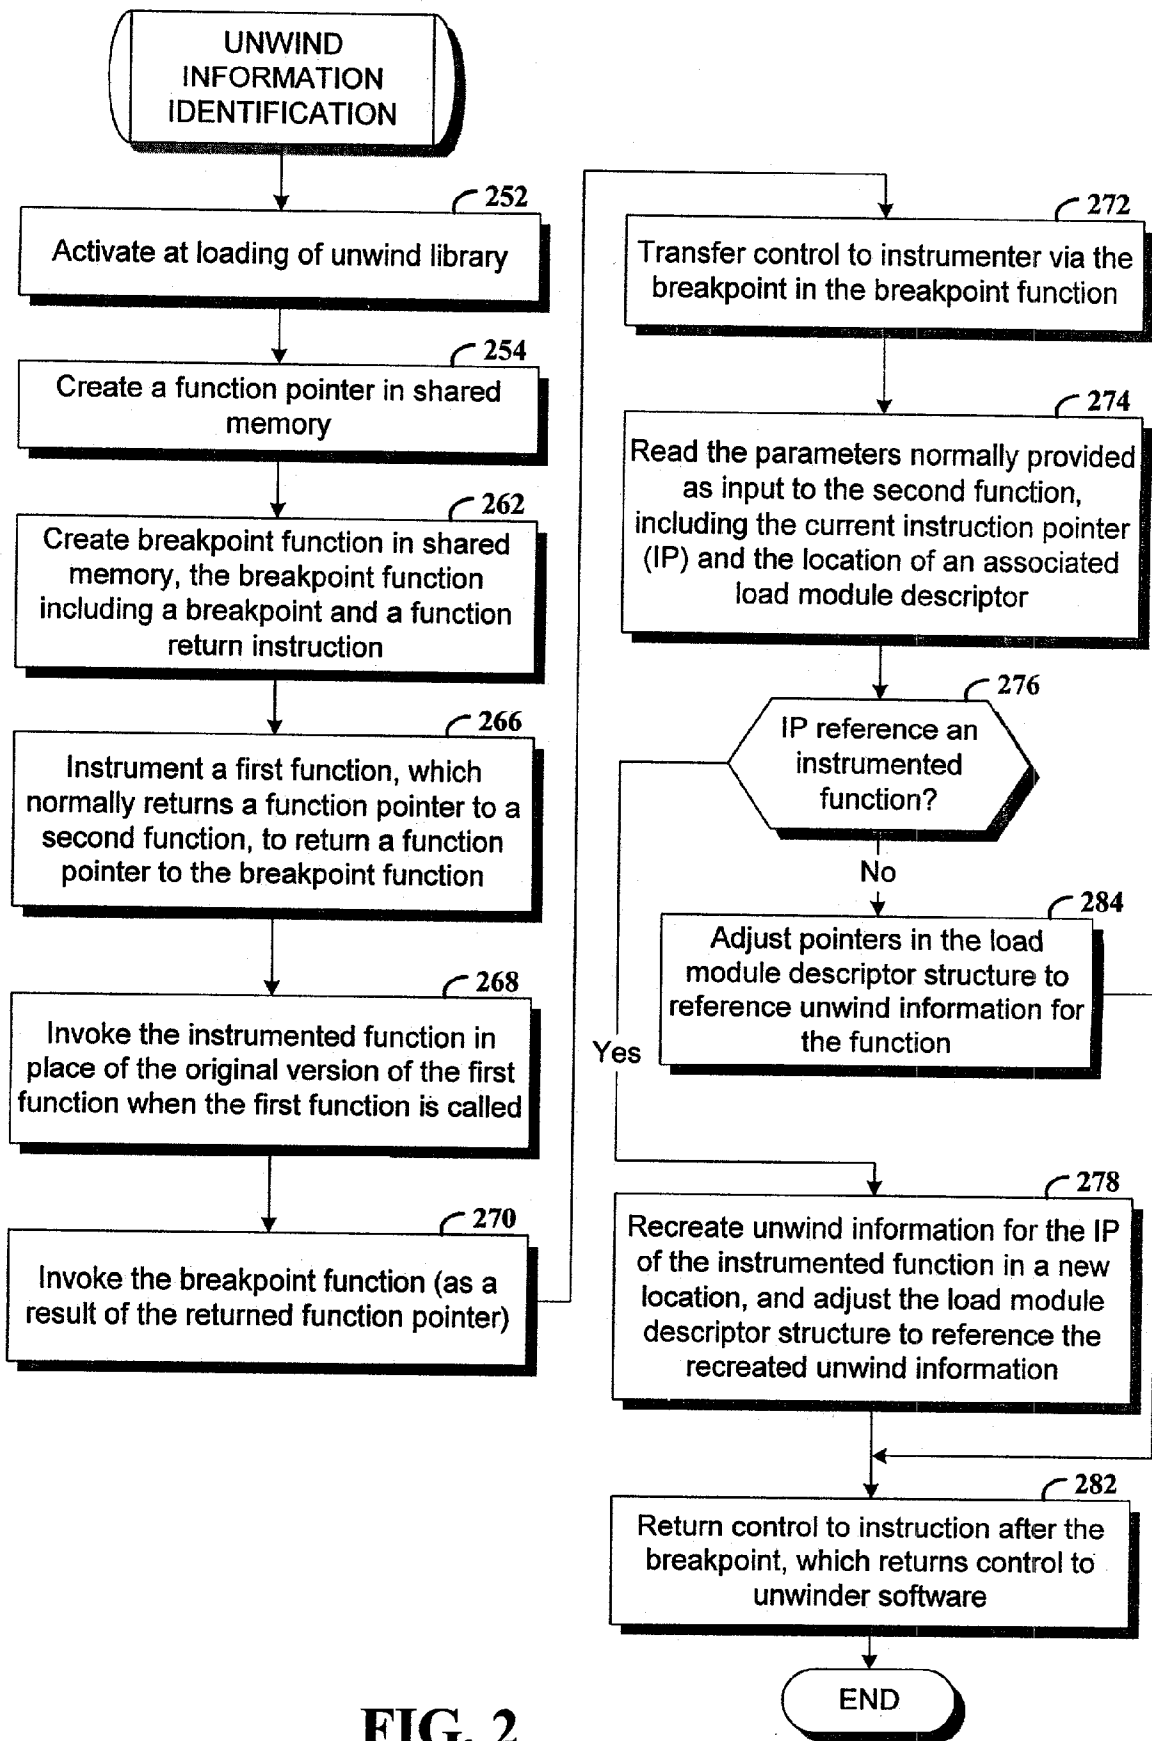 UNWIND
INFORMATION
IDENTIFICATION
252
Activate at loading of unwind library
254
Create a function pointer in shared
memory
262
Create breakpoint function in shared
memory, the breakpoint function
including a breakpoint and a function
return instruction
266
Instrument a first function, which
normally returns a function pointer to a
second function, to return a function
pointer to the breakpoint function
268
Invoke the instrumented function in
place of the original version of the first
function when the first function is called
270
Invoke the breakpoint function (as a
result of the returned function pointer)
272
Transfer control to instrumenter via the
breakpoint in the breakpoint function
274
Read the parameters normally provided
as input to the second function,
including the current instruction pointer
(IP) and the location of an associated
load module descriptor
276
IP reference an
instrumented
function?
No
284
Adjust pointers in the load
module descriptor structure to
reference unwind information for
the function
Yes
278
Recreate unwind information for the IP
of the instrumented function in a new
location, and adjust the load module
descriptor structure to reference the
recreated unwind information
282
Return control to instruction after the
breakpoint, which returns control to
unwinder software
END
FIG. 2